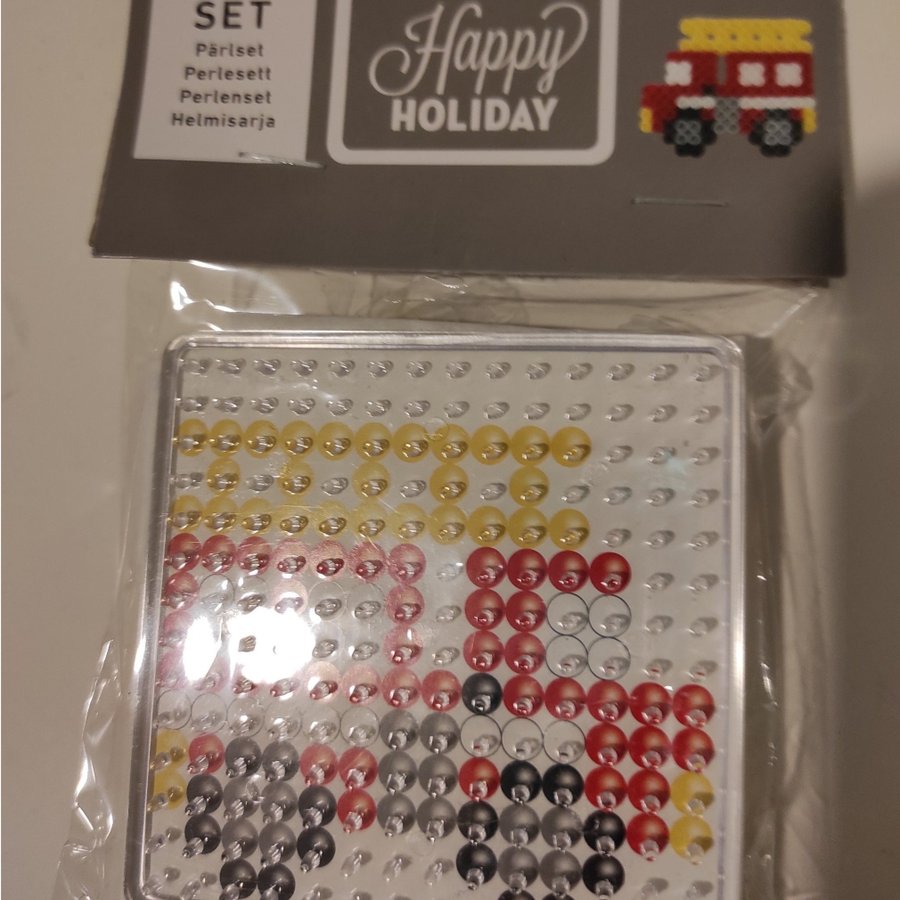 SET
Pärlset
Perlesett
Perlenset
Helmisarja
Happy
HOLIDAY